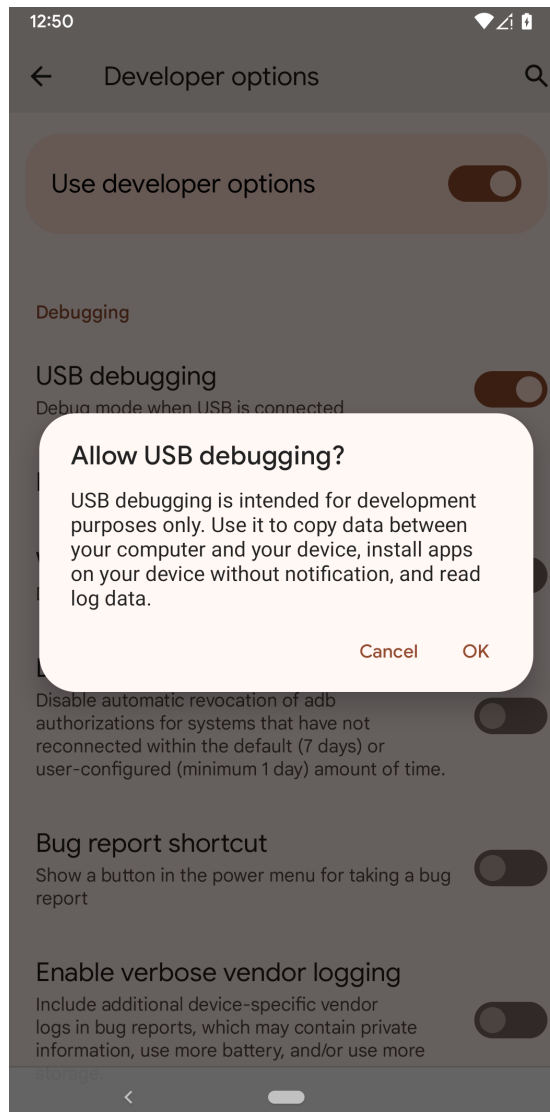 12:50
Developer options
Use developer options
Debugging
USB debugging
Debug mode when USB is connected
Allow USB debugging?
USB debugging is intended for development
purposes only. Use it to copy data between
your computer and your device, install apps
on your device without notification, and read
log data.
Cancel OK
Disable automatic revocation of adb
authorizations for systems that have not
reconnected within the default (7 days) or
user-configured (minimum 1 day) amount of time.
Bug report shortcut
Show a button in the power menu for taking a bug
report
Enable verbose vendor logging
Include additional device-specific vendor
logs in bug reports, which may contain private
information, use more battery, and/or use more
storage.